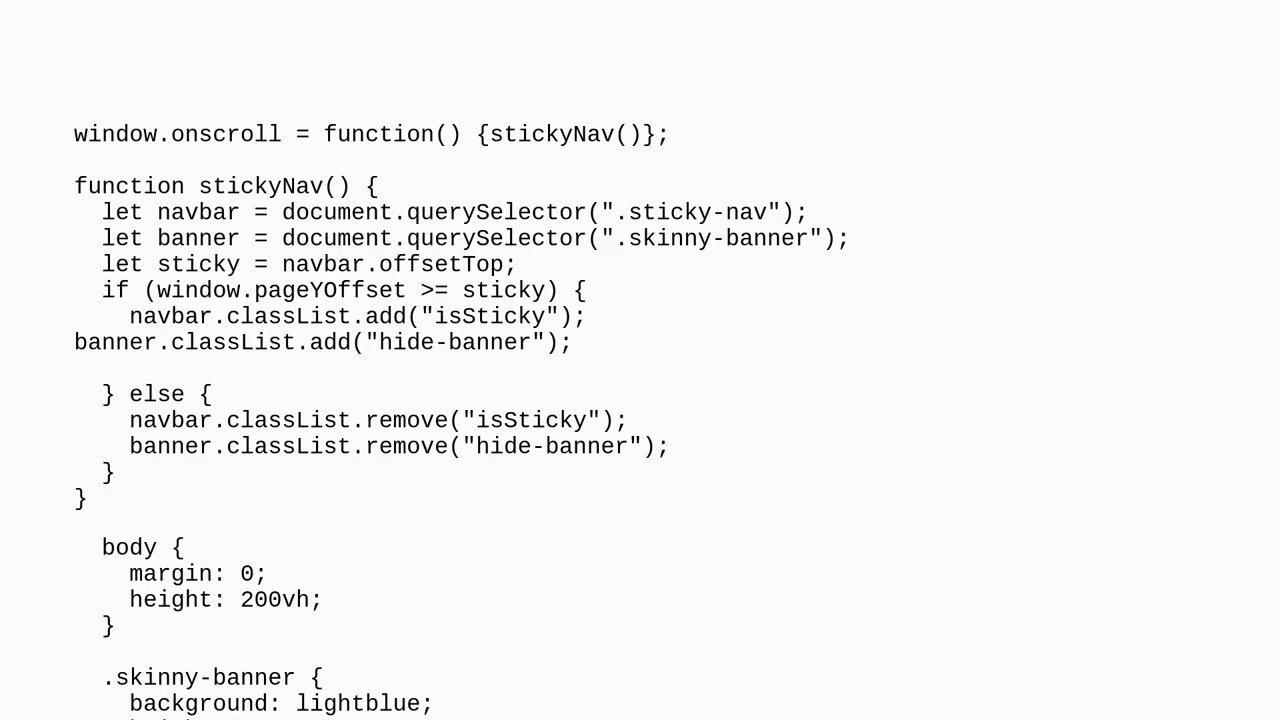 window.onscroll = function() {stickyNav()};
function stickyNav() {
  let navbar = document.querySelector(".sticky-nav");
  let banner = document.querySelector(".skinny-banner");
  let sticky = navbar.offsetTop;
  if (window.pageYOffset >= sticky) {
    navbar.classList.add("isSticky");
banner.classList.add("hide-banner");
  } else {
    navbar.classList.remove("isSticky");
    banner.classList.remove("hide-banner");
  }
}
  body {
    margin: 0;
    height: 200vh;
  }
  .skinny-banner {
    background: lightblue;